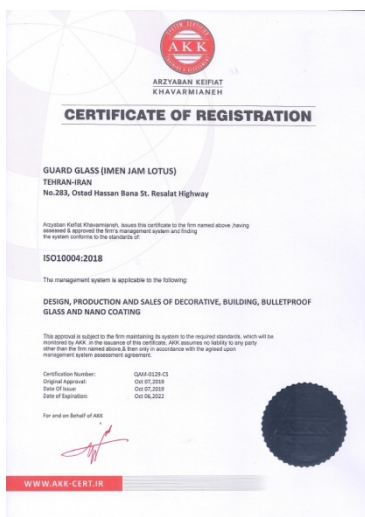 SYSTEM CERTIFIED
AKK
ARZYABAN KEIFIAT
KHAVARMIANEH
CERTIFICATE OF REGISTRATION
GUARD GLASS (IMEN JAM LOTUS)
TEHRAN-IRAN
No.283, Ostad Hassan Bana St. Resalat Highway
Arzyaban Keifiat Khavarmianeh, issues this certificate to the firm named above ,having
assessed & approved the firm's management system and finding
the system conforms to the standards of:
ISO10004:2018
The management system is applicable to the following:
DESIGN, PRODUCTION AND SALES OF DECORATIVE, BUILDING, BULLETPROOF
GLASS AND NANO COATING
This approval is subject to the firm maintaining its system to the required standards, which will be
monitored by AKK .in the issuance of this certificate, AKK assumes no liability to any party
other than the firm named above,& then only in accordance with the agreed upon
management system assessment agreement.
Certification Number: QAM-0129-CS
Original Approval: Oct 07,2019
Date Of Issue: Oct 07,2019
Date of Expiration: Oct 06,2022
For and on Behalf of AKK
WWW.AKK-CERT.IR